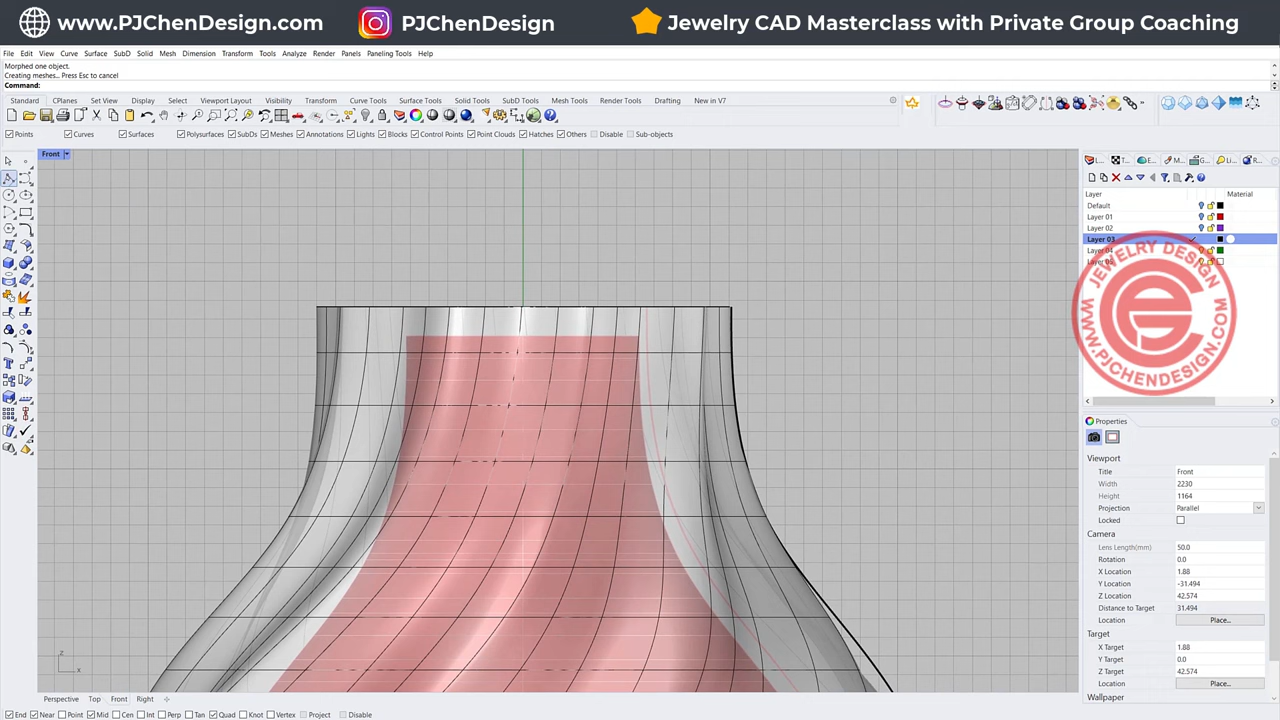 www.PJChenDesign.com
PJChenDesign
Jewelry CAD Masterclass with Private Group Coaching
File Edit View Curve Surface SubD Solid Mesh Dimension Transform Tools Analyze Render Panels Paneling Tools Help
Morphed one object.
Creating meshes... Press Esc to cancel
Command:
Standard CPlanes Set View Display Select Viewport Layout Visibility Transform Curve Tools Surface Tools Solid Tools SubD Tools Mesh Tools Render Tools Drafting New in V7
Points Curves Surfaces Polysurfaces SubDs Meshes Annotations Lights Blocks Control Points Point Clouds Hatches Others Disable Sub-objects
Front
Layer Material
Default
Layer 01
Layer 02
Layer 03
JEWELRY DESIGN
WWW.PJCHENDESIGN.COM
Properties
Viewport
Title Front
Width 2230
Height 1164
Projection Parallel
Locked
Camera
Lens Length(mm) 50.0
Rotation 0.0
X Location 1.88
Y Location -31.494
Z Location 42.574
Distance to Target 31.494
Location Place...
Target
X Target 1.88
Y Target 0.0
Z Target 42.574
Location Place...
Wallpaper
z
x
Perspective Top Front Right
End Near Point Mid Cen Int Perp Tan Quad Knot Vertex Project Disable